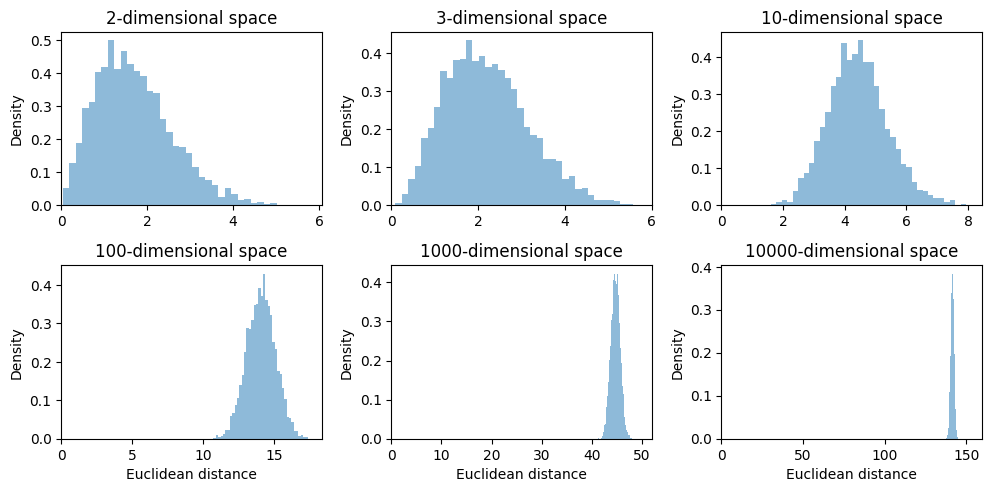 2-dimensional space
3-dimensional space
10-dimensional space
Density
0.5
0.4
0.3
0.2
0.1
0.0
0 2 4 6
Density
0.4
0.3
0.2
0.1
0.0
0 2 4 6
Density
0.4
0.3
0.2
0.1
0.0
0 2 4 6 8
100-dimensional space
1000-dimensional space
10000-dimensional space
Density
0.4
0.3
0.2
0.1
0.0
0 5 10 15
Euclidean distance
Density
0.4
0.3
0.2
0.1
0.0
0 10 20 30 40 50
Euclidean distance
Density
0.4
0.3
0.2
0.1
0.0
0 50 100 150
Euclidean distance